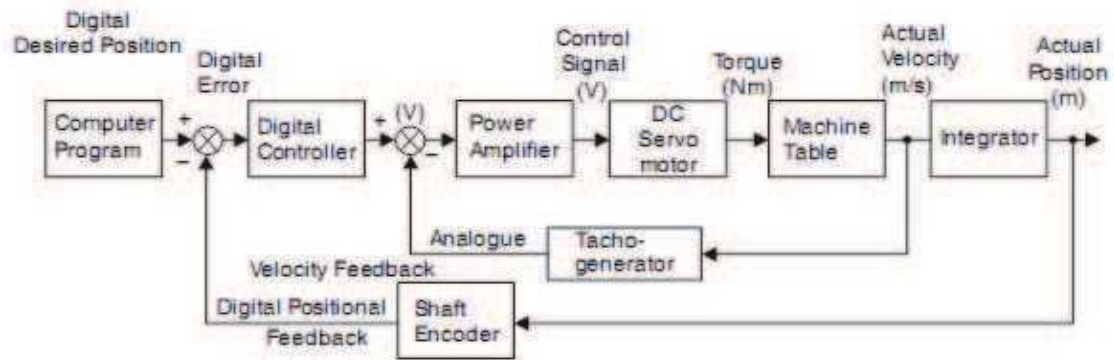 Digital
Desired Position
Digital
Error
Control
Signal
(V)
Torque
(Nm)
Actual
Velocity
(m/s)
Actual
Position
(m)
Computer
Program
+
−
Digital
Controller
+
(V)
−
Power
Amplifier
DC
Servo
motor
Machine
Table
Integrator
Analogue
Tacho-
generator
Velocity Feedback
Digital Positional
Feedback
Shaft
Encoder